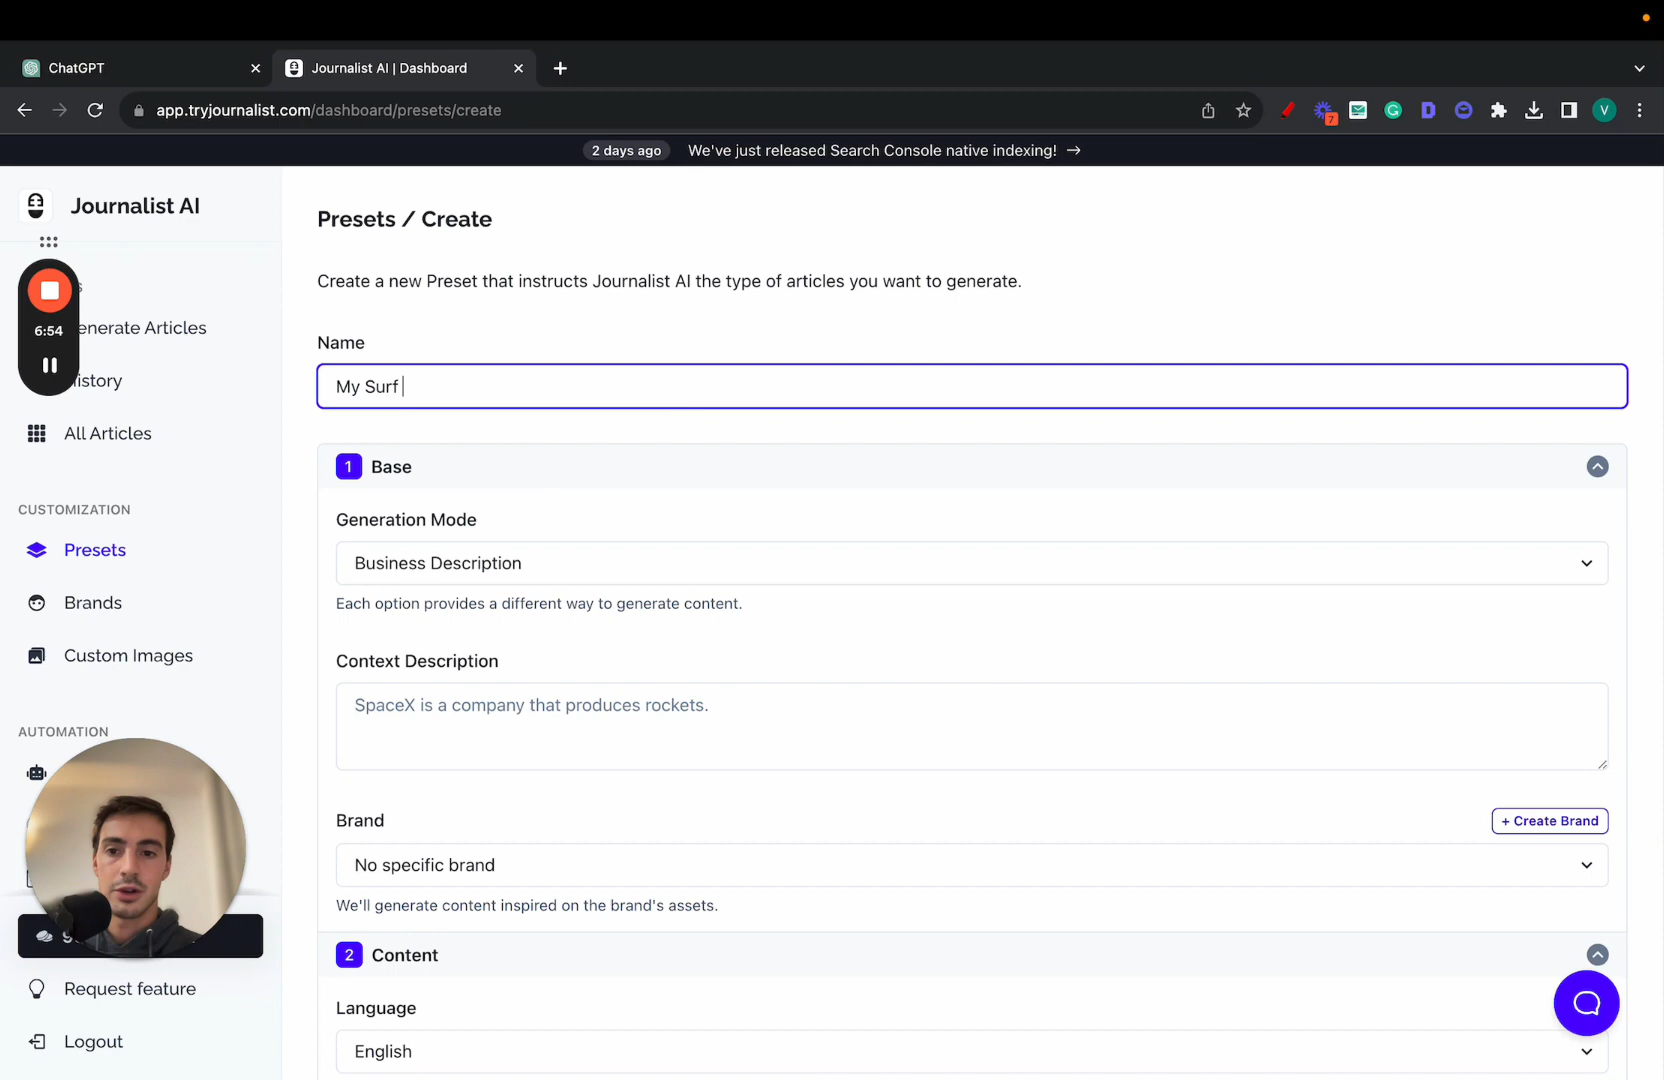 ChatGPT
Journalist AI | Dashboard
app.tryjournalist.com/dashboard/presets/create
7
V
2 days ago We've just released Search Console native indexing! →
Journalist AI
6:54
enerate Articles
istory
All Articles
CUSTOMIZATION
Presets
Brands
Custom Images
AUTOMATION
9
Request feature
Logout
Presets / Create
Create a new Preset that instructs Journalist AI the type of articles you want to generate.
Name
My Surf
1 Base
Generation Mode
Business Description
Each option provides a different way to generate content.
Context Description
SpaceX is a company that produces rockets.
Brand
+ Create Brand
No specific brand
We'll generate content inspired on the brand's assets.
2 Content
Language
English